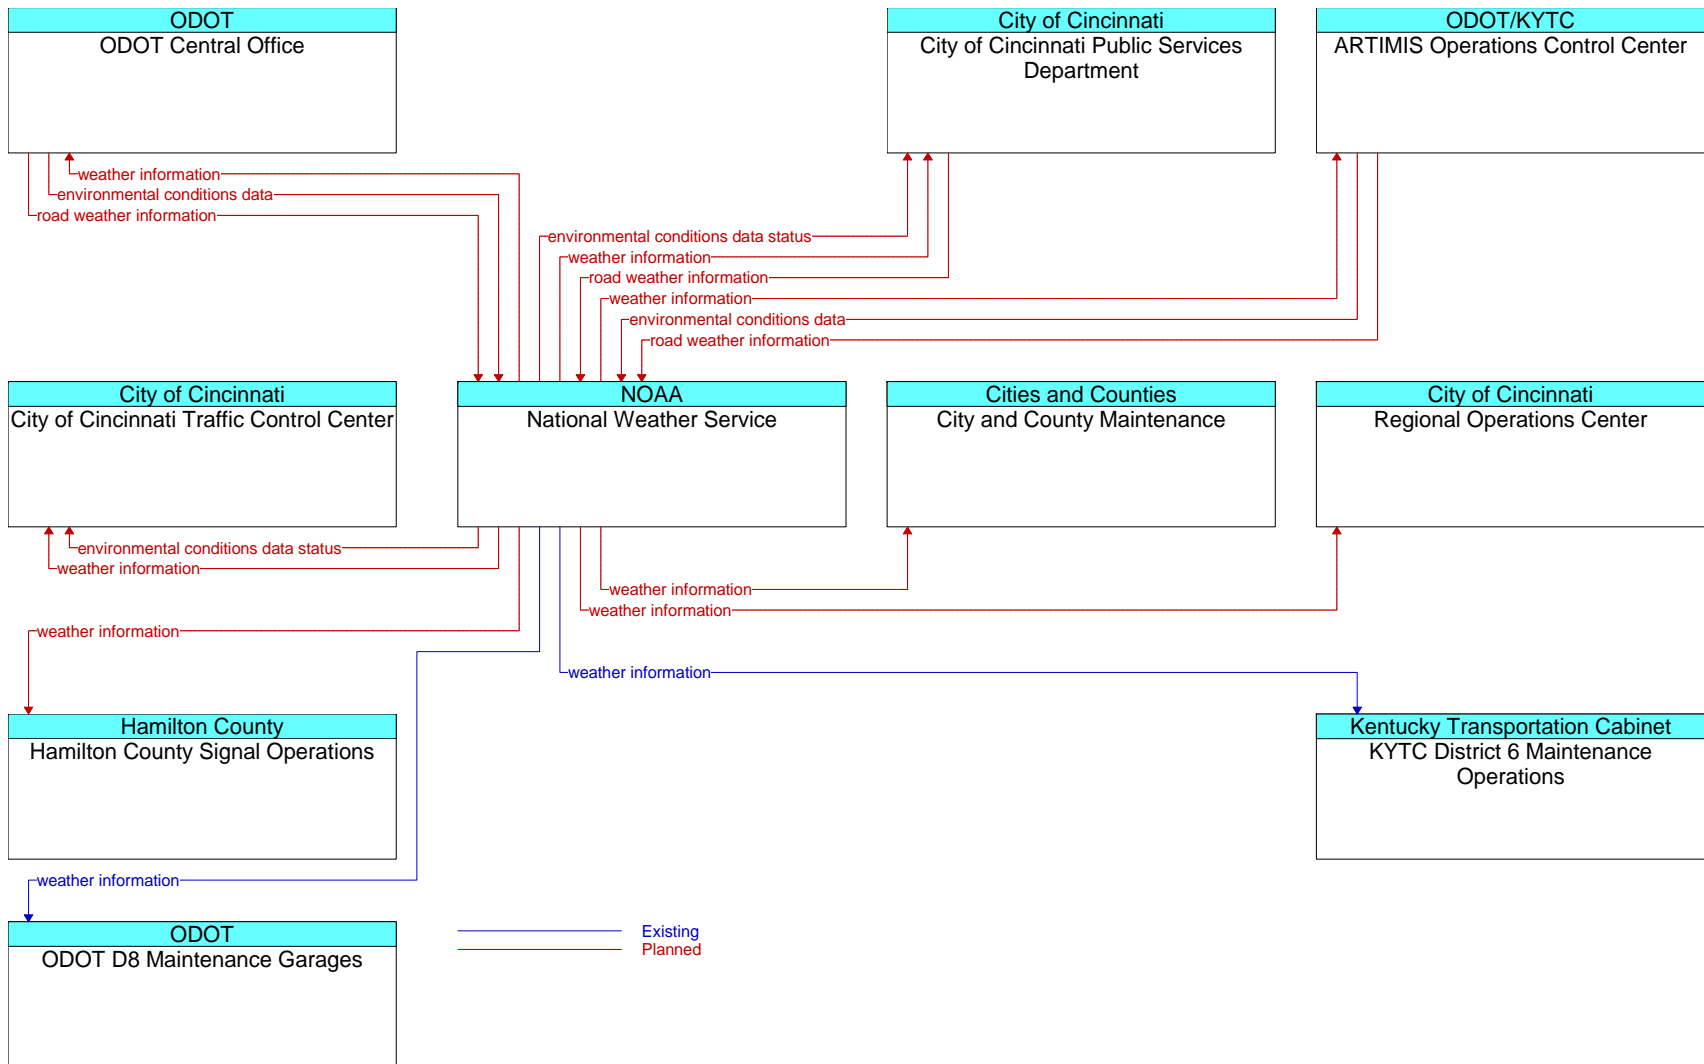 ODOT
ODOT Central Office
City of Cincinnati
City of Cincinnati Public Services
Department
ODOT/KYTC
ARTIMIS Operations Control Center
weather information
environmental conditions data
road weather information
environmental conditions data status
weather information
road weather information
weather information
environmental conditions data
road weather information
City of Cincinnati
City of Cincinnati Traffic Control Center
NOAA
National Weather Service
Cities and Counties
City and County Maintenance
City of Cincinnati
Regional Operations Center
environmental conditions data status
weather information
weather information
weather information
weather information
weather information
Hamilton County
Hamilton County Signal Operations
Kentucky Transportation Cabinet
KYTC District 6 Maintenance
Operations
weather information
ODOT
ODOT D8 Maintenance Garages
Existing
Planned